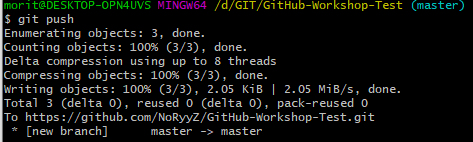 morit@DESKTOP-OPN4UVS MINGW64 /d/GIT/GitHub-Workshop-Test (master)
$ git push
Enumerating objects: 3, done.
Counting objects: 100% (3/3), done.
Delta compression using up to 8 threads
Compressing objects: 100% (3/3), done.
Writing objects: 100% (3/3), 2.05 KiB | 2.05 MiB/s, done.
Total 3 (delta 0), reused 0 (delta 0), pack-reused 0
To https://github.com/NoRyyZ/GitHub-Workshop-Test.git
 * [new branch]      master -> master